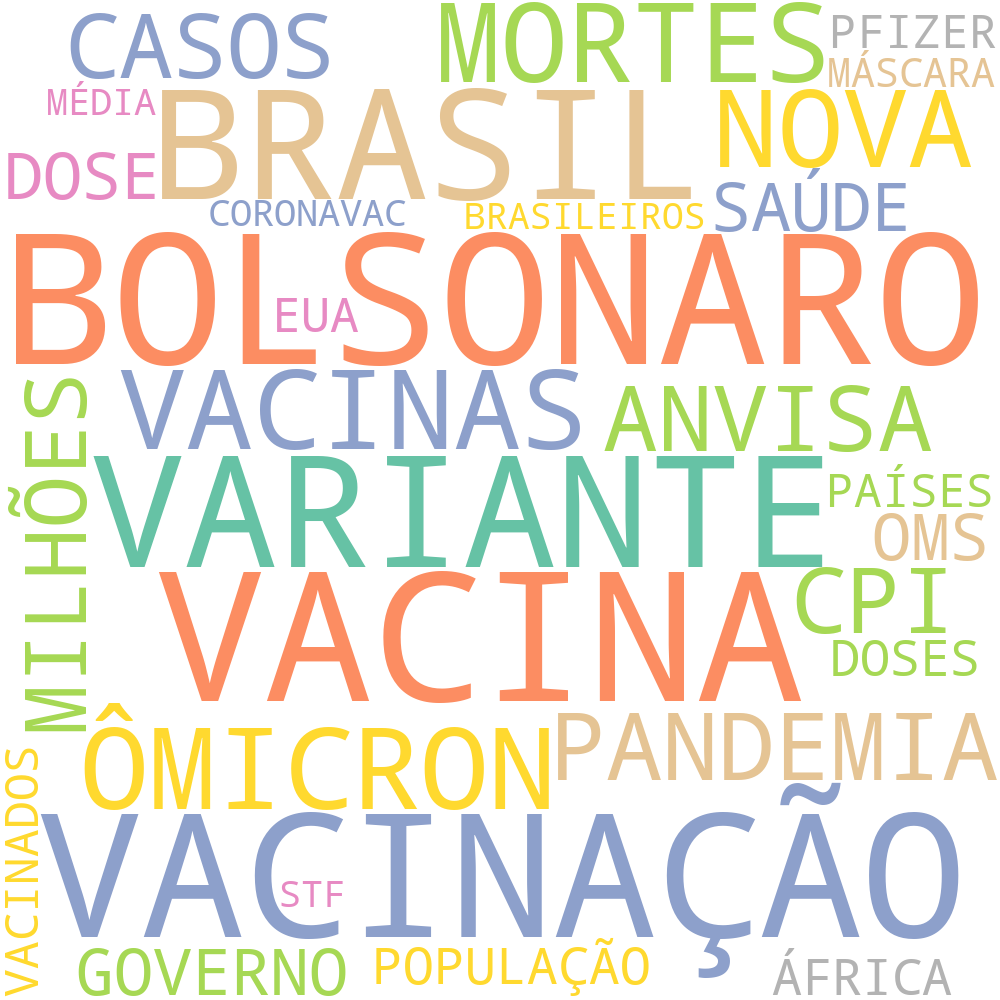 CASOS
MORTES
PFIZER
MÁSCARA
MÉDIA
BRASIL
NOVA
DOSE
CORONAVAC
BRASILEIROS
SAÚDE
BOLSONARO
EUA
VACINAS
ANVISA
MILHÕES
VARIANTE
PAÍSES
OMS
VACINA
CPI
DOSES
ÔMICRON
PANDEMIA
VACINADOS
VACINAÇÃO
STF
GOVERNO
POPULAÇÃO
ÁFRICA